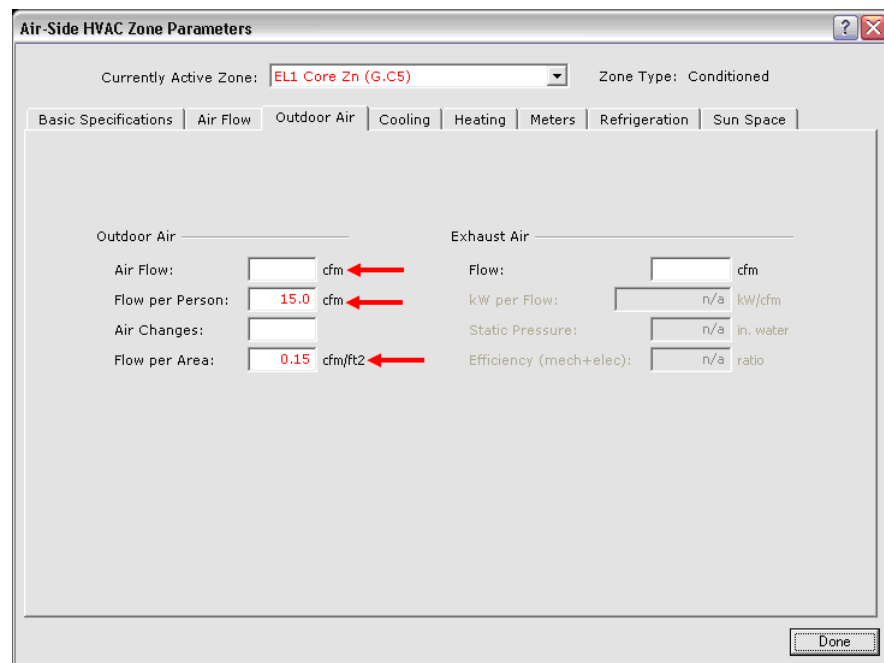 Air-Side HVAC Zone Parameters
Currently Active Zone: EL1 Core Zn (G.C5) Zone Type: Conditioned
Basic Specifications Air Flow Outdoor Air Cooling Heating Meters Refrigeration Sun Space
Outdoor Air
Air Flow: cfm
Flow per Person: 15.0 cfm
Air Changes:
Flow per Area: 0.15 cfm/ft2
Exhaust Air
Flow: cfm
kW per Flow: n/a kW/cfm
Static Pressure: n/a in. water
Efficiency (mech+elec): n/a ratio
Done